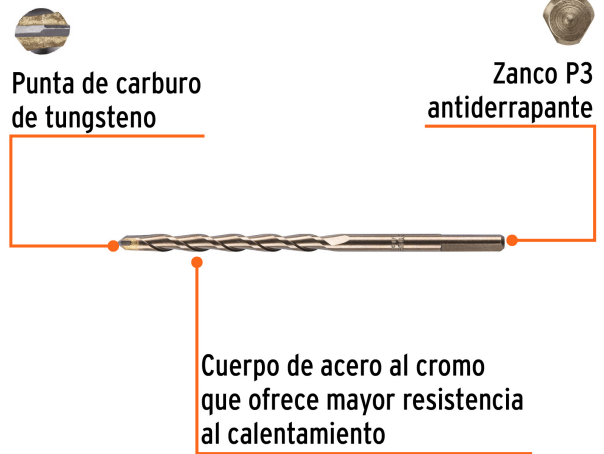 Punta de carburo
de tungsteno
Zanco P3
antiderrapante
Cuerpo de acero al cromo
que ofrece mayor resistencia
al calentamiento